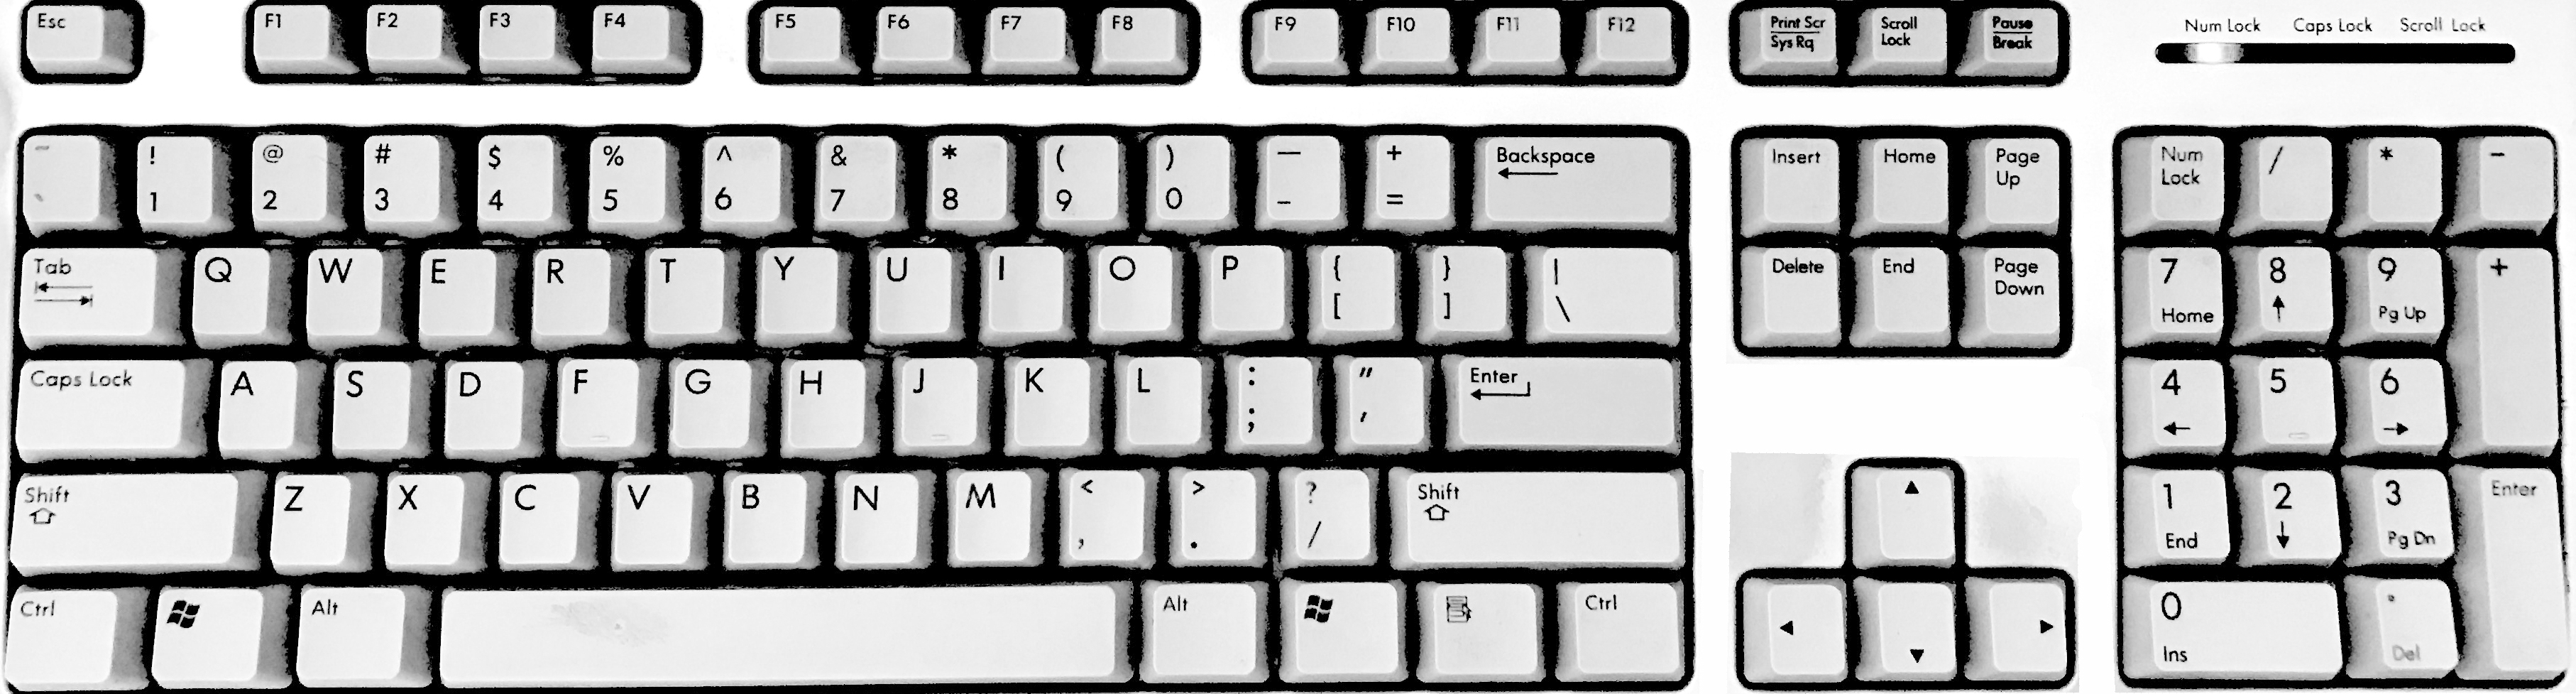 Esc F1 F2 F3 F4 F5 F6 F7 F8 F9 F10 F11 F12 Print Scr Scroll Pause Num Lock Caps Lock Scroll Lock
Sys Rq Lock Break
~ ! @ # $ % ^ & * ( ) — + Backspace Insert Home Page Num / * -
` 1 2 3 4 5 6 7 8 9 0 - = Up Lock
Tab Q W E R T Y U I O P { } | Delete End Page 7 8 9 +
[ ] \ Down Home ↑ Pg Up
Caps Lock A S D F G H J K L : " Enter 4 5 6
; ' ← →
Shift Z X C V B N M < > ? Shift 1 2 3 Enter
, . / End ↓ Pg Dn
Ctrl Alt Alt Ctrl 0 .
Ins Del